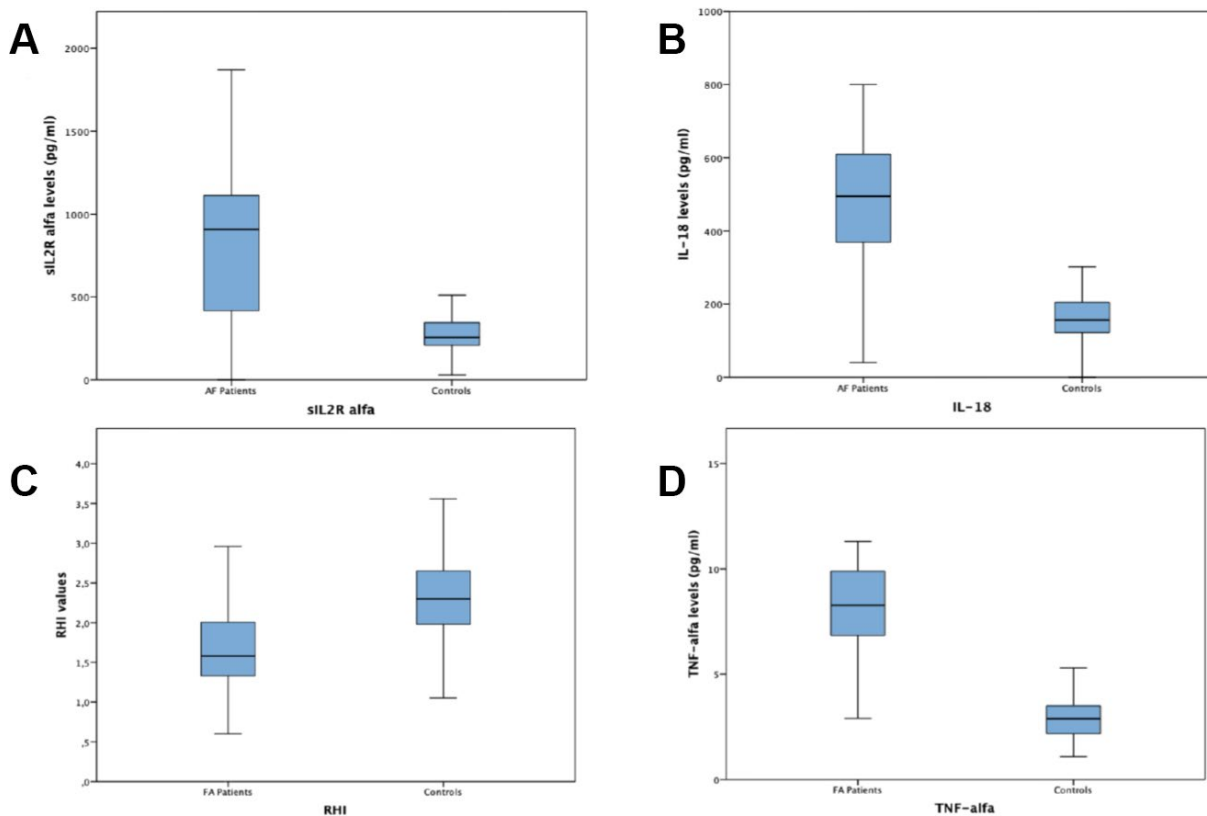 A
sIL2R alfa levels (pg/ml)
2000
1500
1000
500
0
AF Patients
Controls
sIL2R alfa
B
IL-18 levels (pg/ml)
1000
800
600
400
200
0
AF Patients
Controls
IL-18
C
RHI values
4,0
3,5
3,0
2,5
2,0
1,5
1,0
,5
,0
FA Patients
Controls
RHI
D
TNF-alfa levels (pg/ml)
15
10
5
0
FA Patients
Controls
TNF-alfa